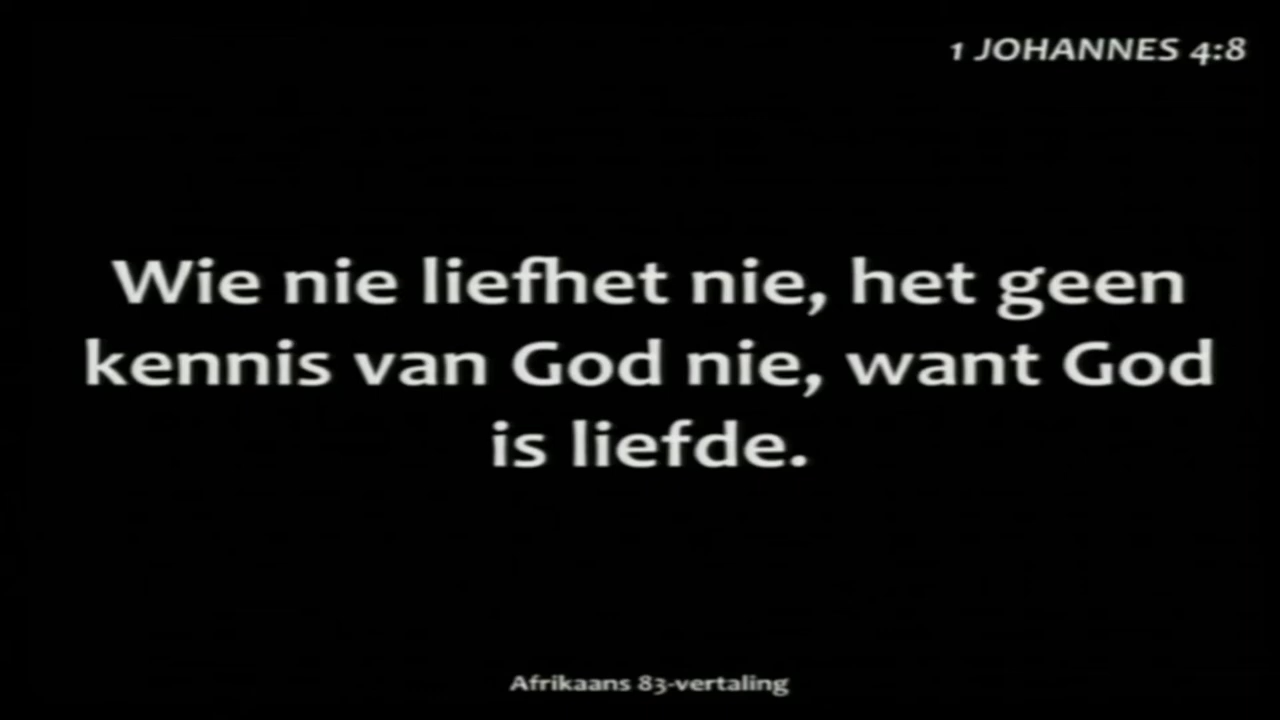 1 JOHANNES 4:8
Wie nie liefhet nie, het geen
kennis van God nie, want God
is liefde.
Afrikaans 83-vertaling